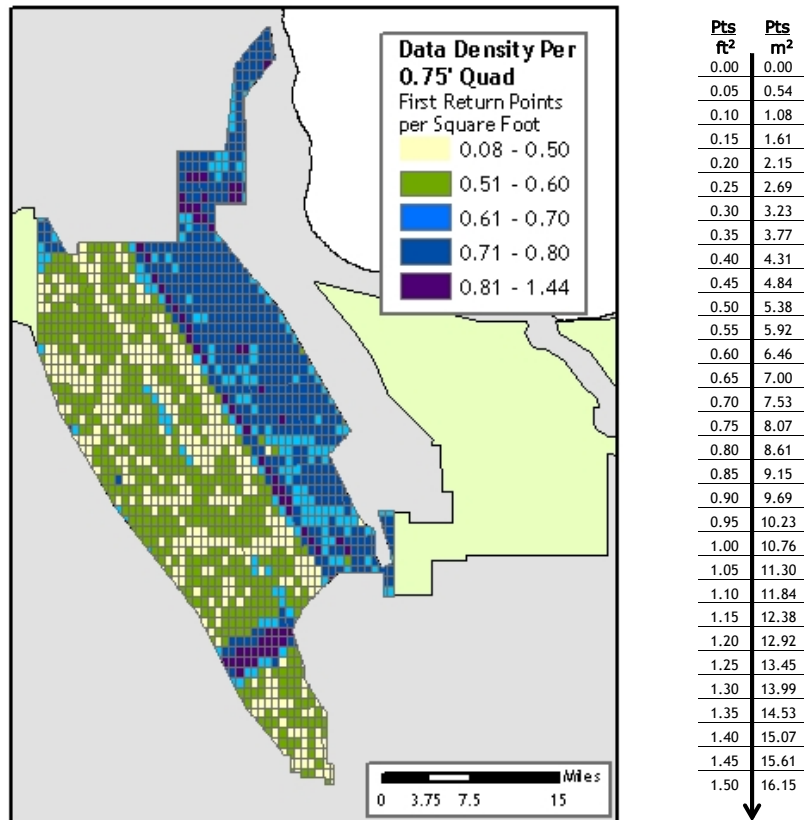 Data Density Per
0.75' Quad
First Return Points
per Square Foot
0.08 - 0.50
0.51 - 0.60
0.61 - 0.70
0.71 - 0.80
0.81 - 1.44
Miles
0 3.75 7.5 15
Pts Pts
ft² m²
0.00 0.00
0.05 0.54
0.10 1.08
0.15 1.61
0.20 2.15
0.25 2.69
0.30 3.23
0.35 3.77
0.40 4.31
0.45 4.84
0.50 5.38
0.55 5.92
0.60 6.46
0.65 7.00
0.70 7.53
0.75 8.07
0.80 8.61
0.85 9.15
0.90 9.69
0.95 10.23
1.00 10.76
1.05 11.30
1.10 11.84
1.15 12.38
1.20 12.92
1.25 13.45
1.30 13.99
1.35 14.53
1.40 15.07
1.45 15.61
1.50 16.15